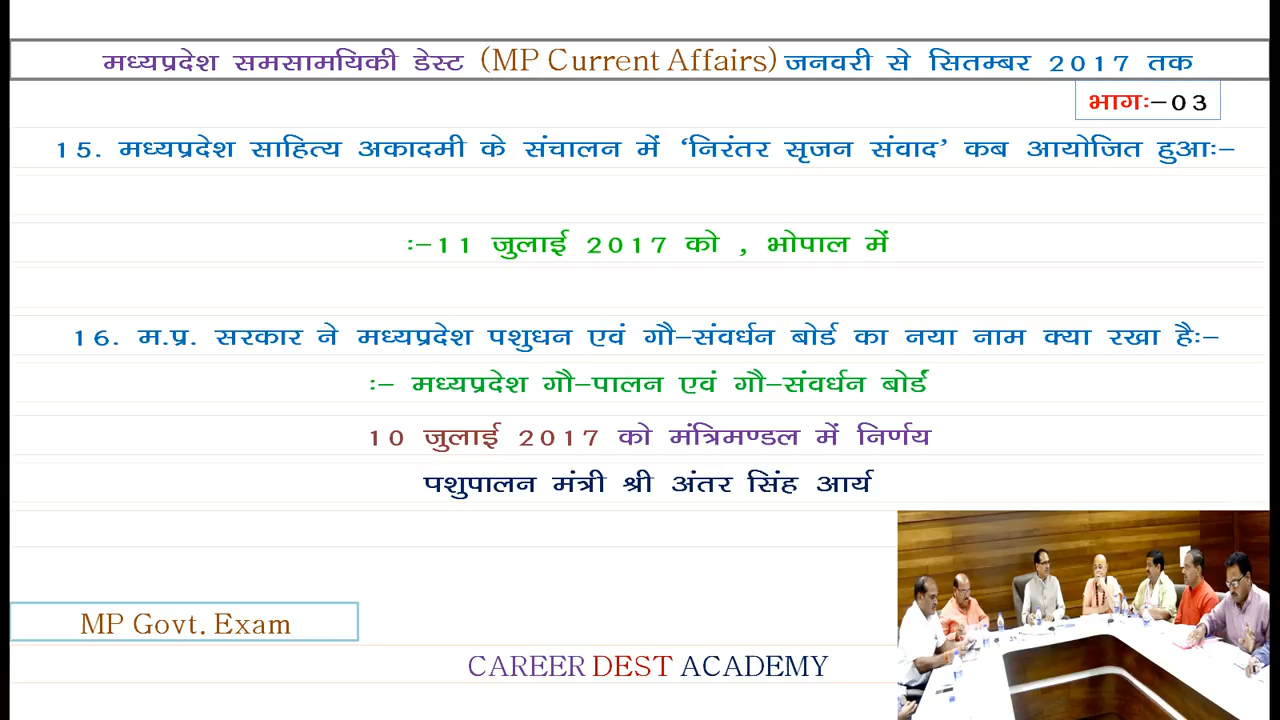 मध्यप्रदेश समसामयिकी डेस्ट (MP Current Affairs) जनवरी से सितम्बर 2017 तक
भागः–03
15. मध्यप्रदेश साहित्य अकादमी के संचालन में ‘निरंतर सृजन संवाद’ कब आयोजित हुआः–
ः–11 जुलाई 2017 को , भोपाल में
16. म.प्र. सरकार ने मध्यप्रदेश पशुधन एवं गौ–संवर्धन बोर्ड का नया नाम क्या रखा हैः–
ः– मध्यप्रदेश गौ–पालन एवं गौ–संवर्धन बोर्डं
10 जुलाई 2017 को मंत्रिमण्डल में निर्णय
पशुपालन मंत्री श्री अंतर सिंह आर्य
MP Govt. Exam
CAREER DEST ACADEMY